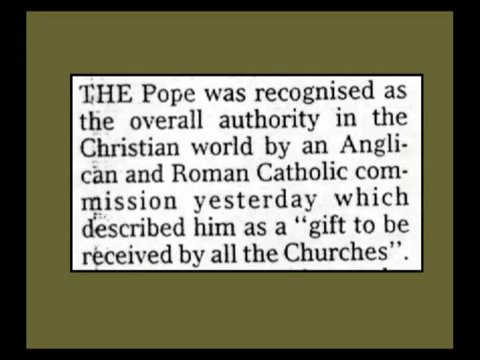 THE Pope was recognised as
the overall authority in the
Christian world by an Angli-
can and Roman Catholic com-
mission yesterday which
described him as a "gift to be
received by all the Churches".